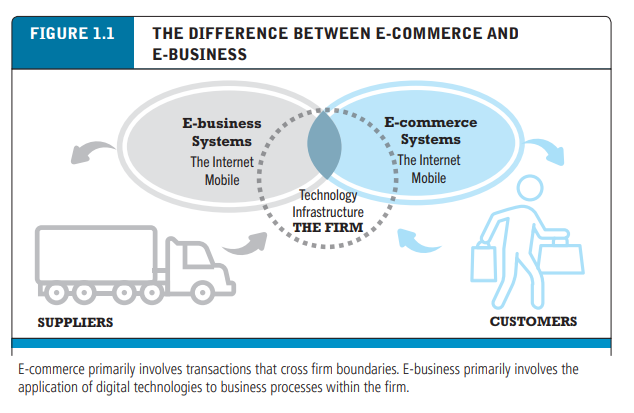 FIGURE 1.1
THE DIFFERENCE BETWEEN E-COMMERCE AND
E-BUSINESS
E-business
Systems
The Internet
Mobile
E-commerce
Systems
The Internet
Mobile
Technology
Infrastructure
THE FIRM
SUPPLIERS
CUSTOMERS
E-commerce primarily involves transactions that cross firm boundaries. E-business primarily involves the
application of digital technologies to business processes within the firm.